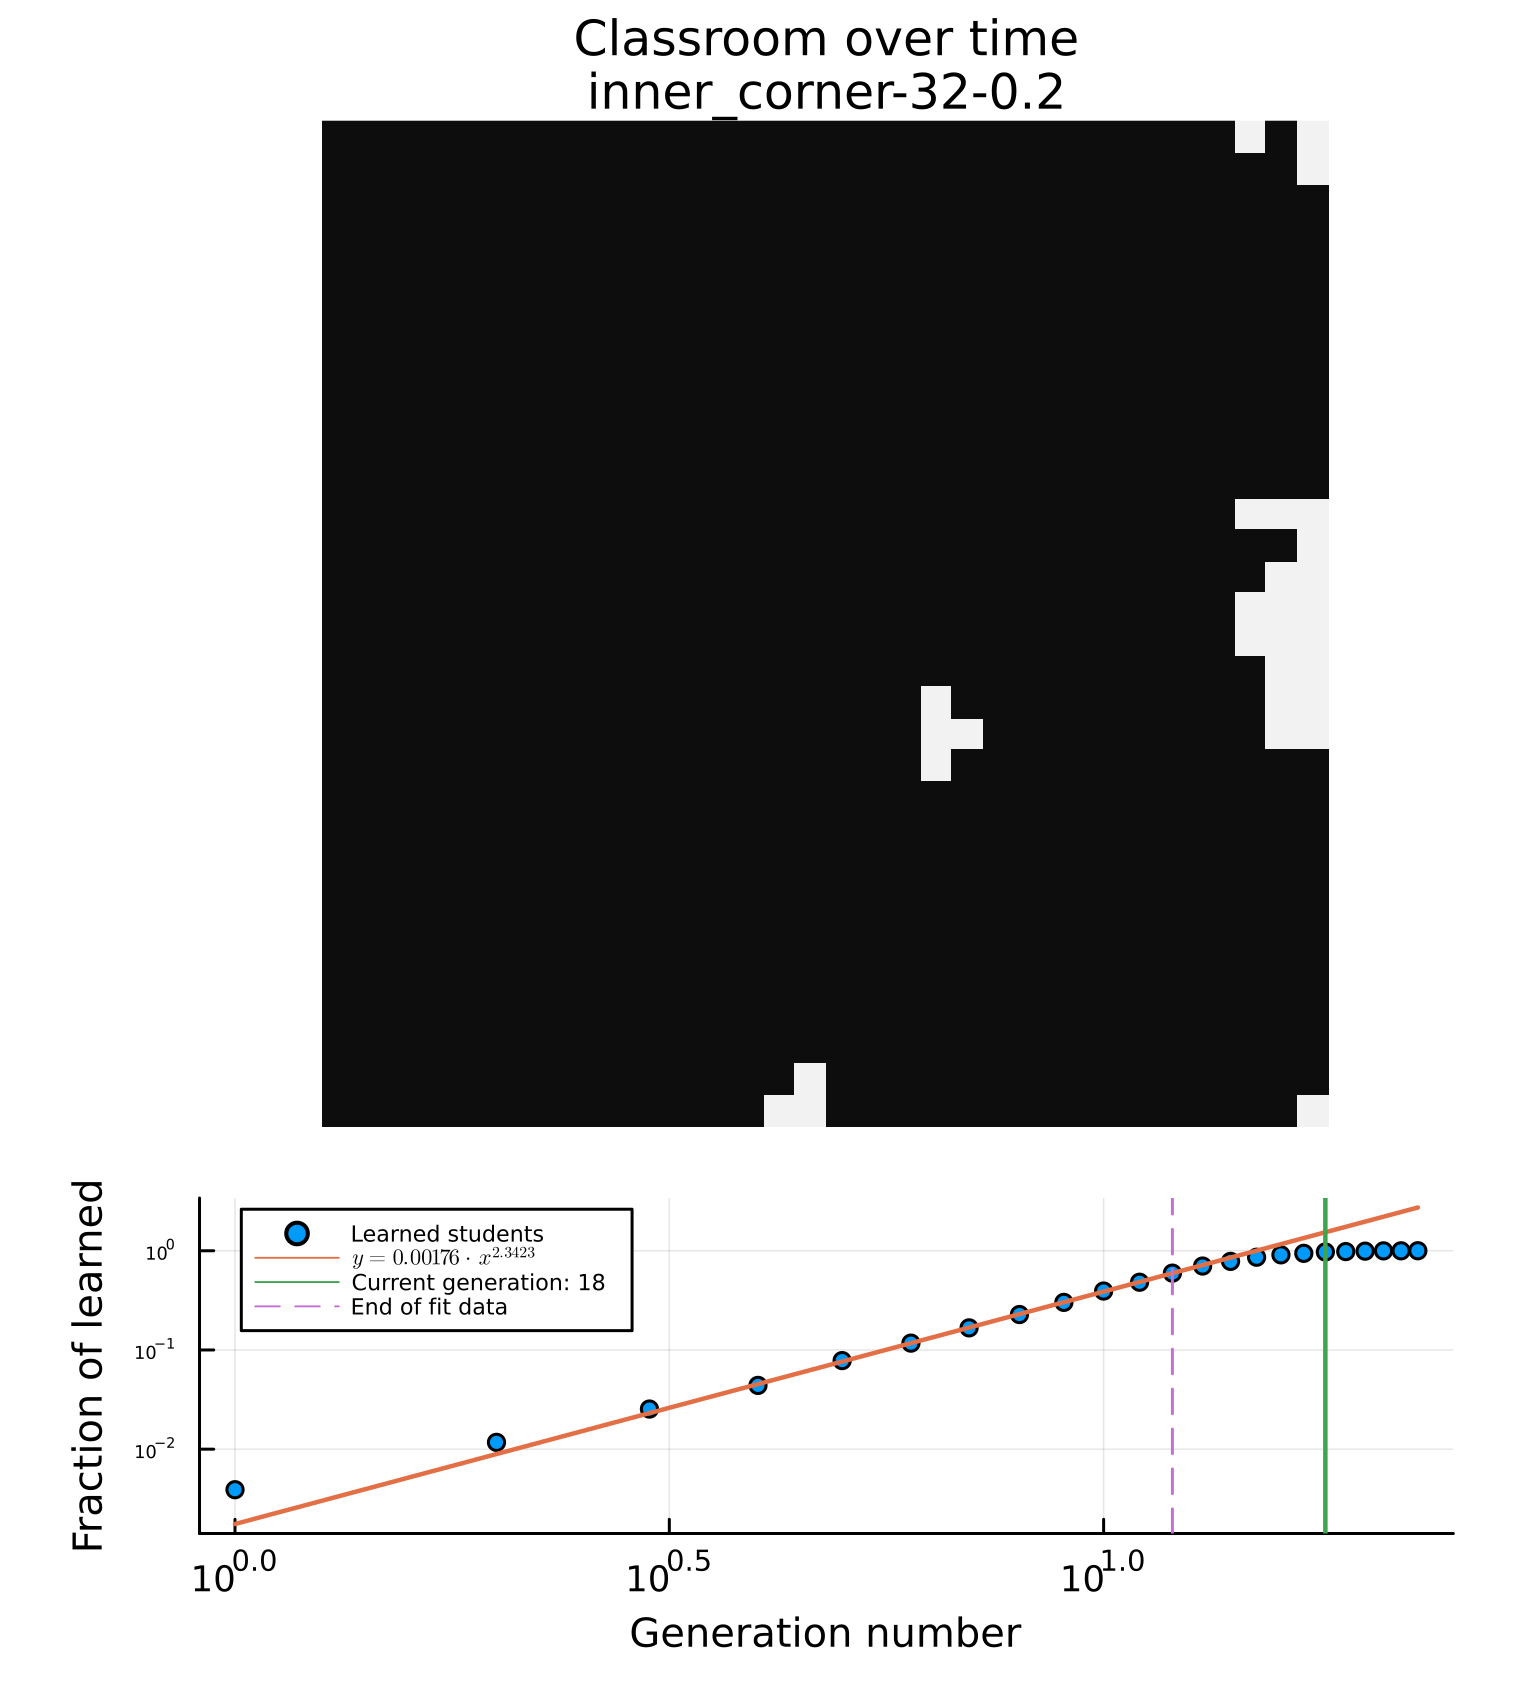 Classroom over time
inner_corner-32-0.2
Fraction of learned
10⁰
10⁻¹
10⁻²
Learned students
y = 0.00176 · x^2.3423
Current generation: 18
End of fit data
10^0.0
10^0.5
10^1.0
Generation number